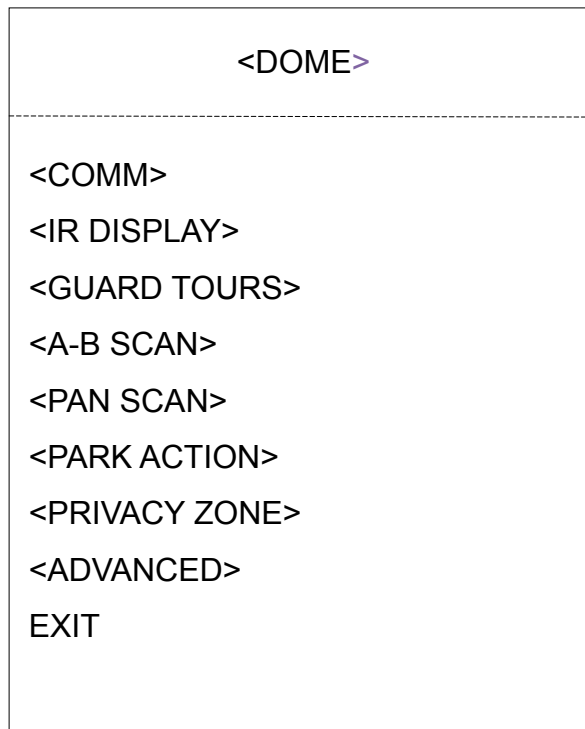 <DOME>
<COMM>
<IR DISPLAY>
<GUARD TOURS>
<A-B SCAN>
<PAN SCAN>
<PARK ACTION>
<PRIVACY ZONE>
<ADVANCED>
EXIT